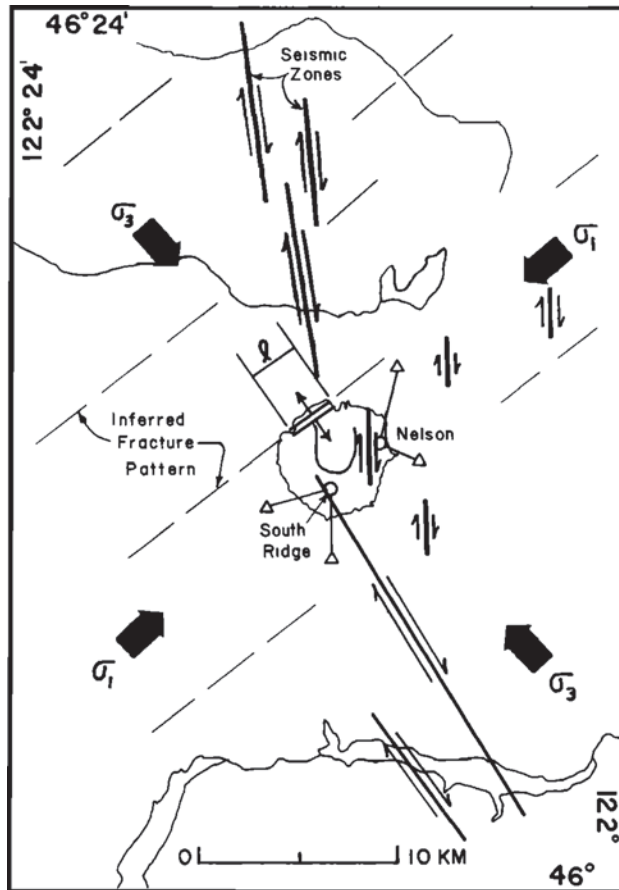 46° 24'
122° 24'
Seismic
Zones
σ3
σ1
ℓ
Inferred
Fracture
Pattern
Nelson
South
Ridge
σ1
σ3
122°
0 10 KM
46°